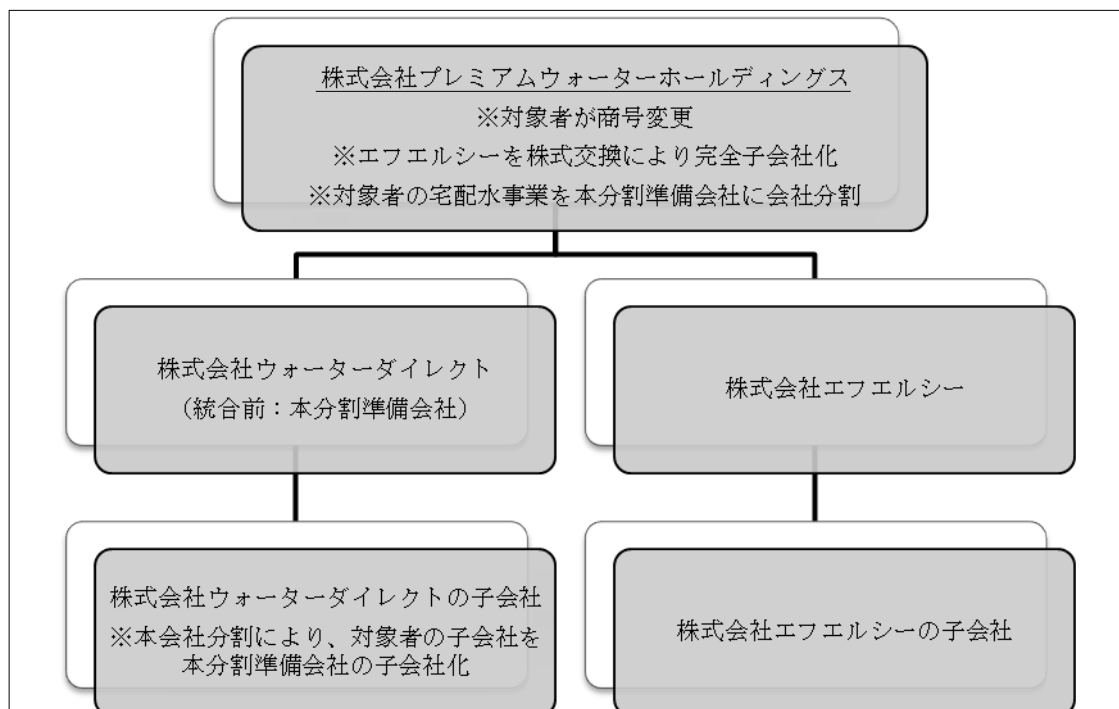 株式会社プレミアムウォーターホールディングス
※対象者が商号変更
※エフエルシーを株式交換により完全子会社化
※対象者の宅配水事業を本分割準備会社に会社分割
株式会社ウォーターダイレクト
（統合前：本分割準備会社）
株式会社エフエルシー
株式会社ウォーターダイレクトの子会社
※本会社分割により、対象者の子会社を
本分割準備会社の子会社化
株式会社エフエルシーの子会社